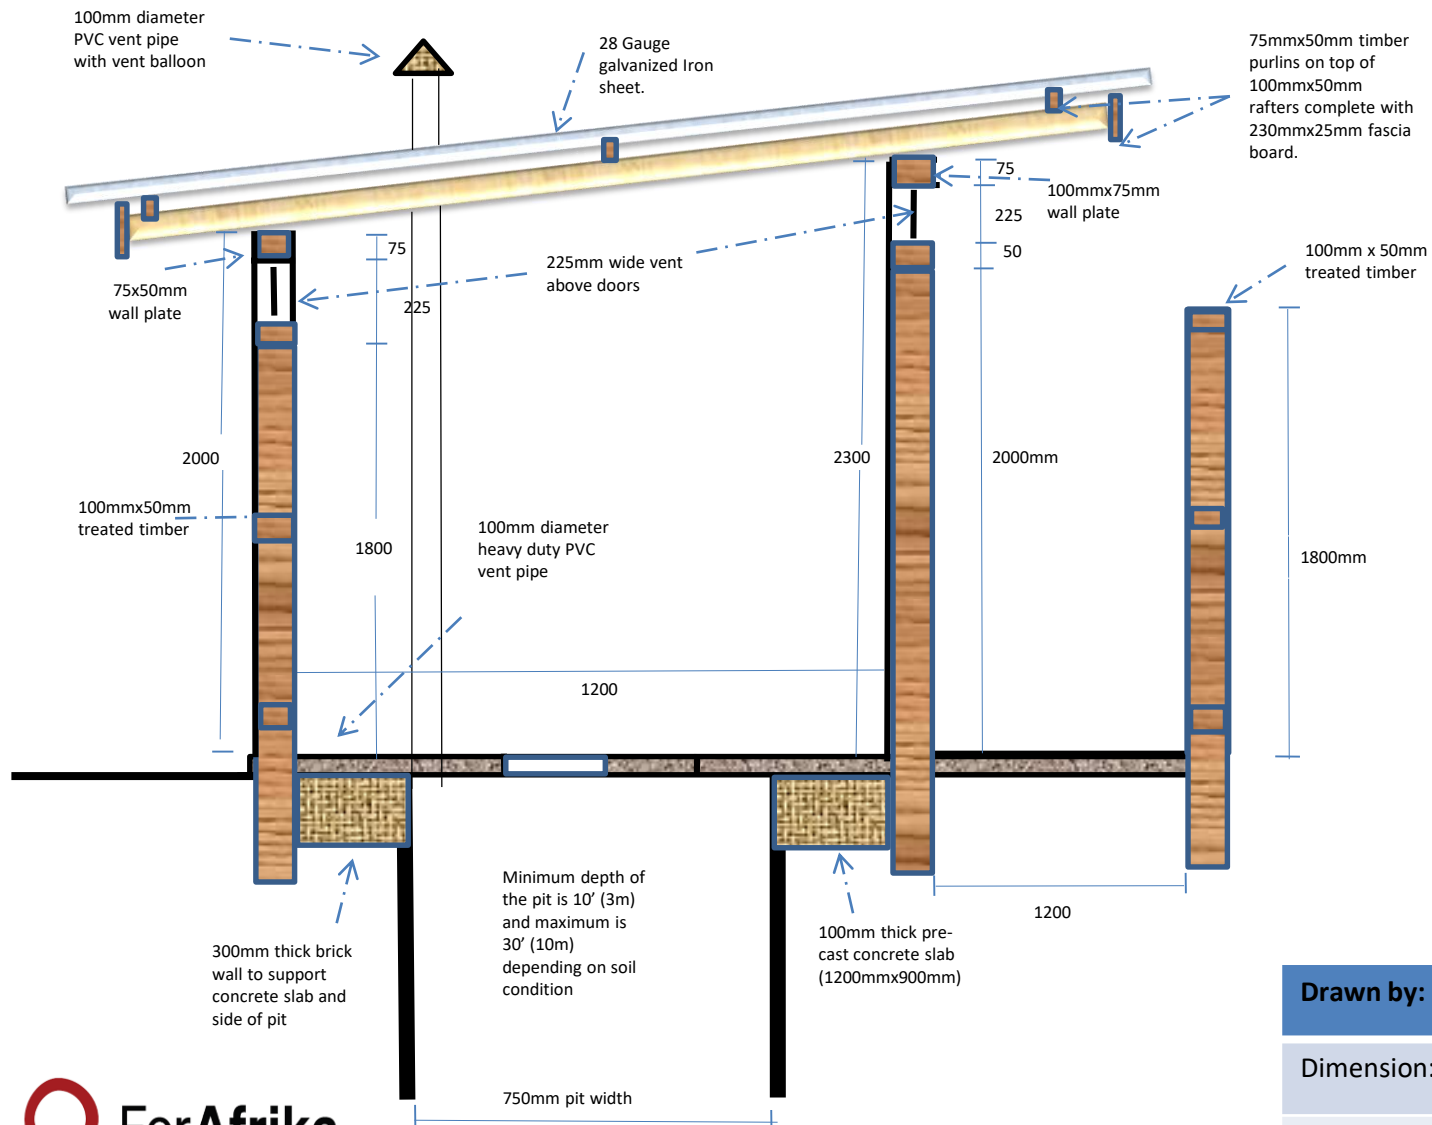 100mm diameter
PVC vent pipe
with vent balloon
28 Gauge
galvanized Iron
sheet.
75mmx50mm timber
purlins on top of
100mmx50mm
rafters complete with
230mmx25mm fascia
board.
75
100mmx75mm
wall plate
225
50
75
225mm wide vent
above doors
100mm x 50mm
treated timber
75x50mm
wall plate
225
2000
2300
2000mm
100mmx50mm
treated timber
1800
100mm diameter
heavy duty PVC
vent pipe
1800mm
1200
Minimum depth of
the pit is 10’ (3m)
and maximum is
30’ (10m)
depending on soil
condition
1200
100mm thick pre-
cast concrete slab
(1200mmx900mm)
300mm thick brick
wall to support
concrete slab and
side of pit
Drawn by:
Dimension:
750mm pit width
ForAfrika